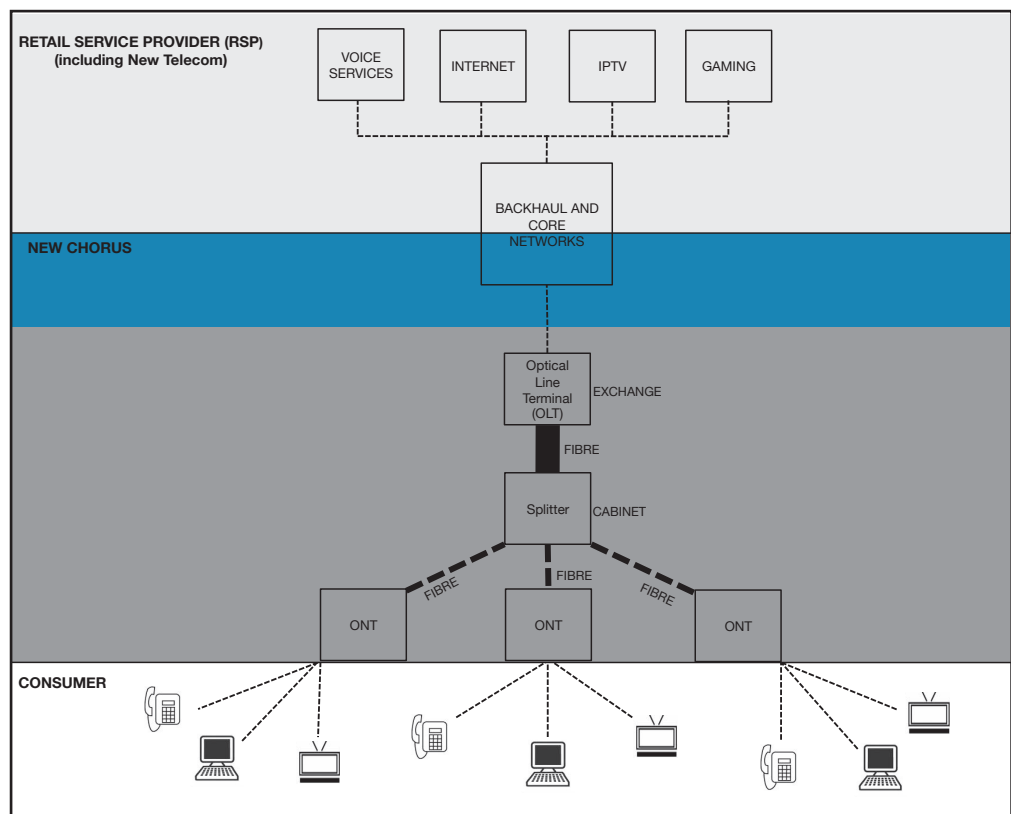 RETAIL SERVICE PROVIDER (RSP)
(including New Telecom)
VOICE
SERVICES
INTERNET
IPTV
GAMING
BACKHAUL AND
CORE
NETWORKS
NEW CHORUS
Optical
Line
Terminal
(OLT)
EXCHANGE
FIBRE
Splitter
CABINET
FIBRE
FIBRE
FIBRE
ONT
ONT
ONT
CONSUMER